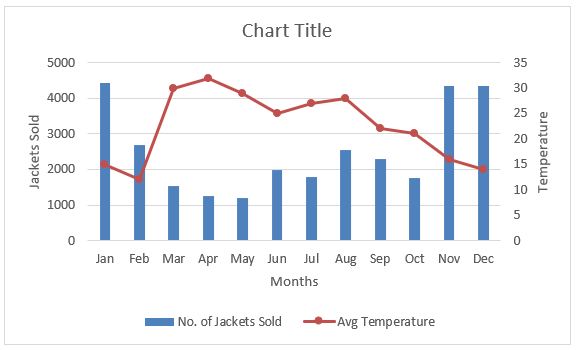 Chart Title
5000
4000
3000
2000
1000
0
Jackets Sold
35
30
25
20
15
10
5
0
Temperature
Jan Feb Mar Apr May Jun Jul Aug Sep Oct Nov Dec
Months
No. of Jackets Sold Avg Temperature